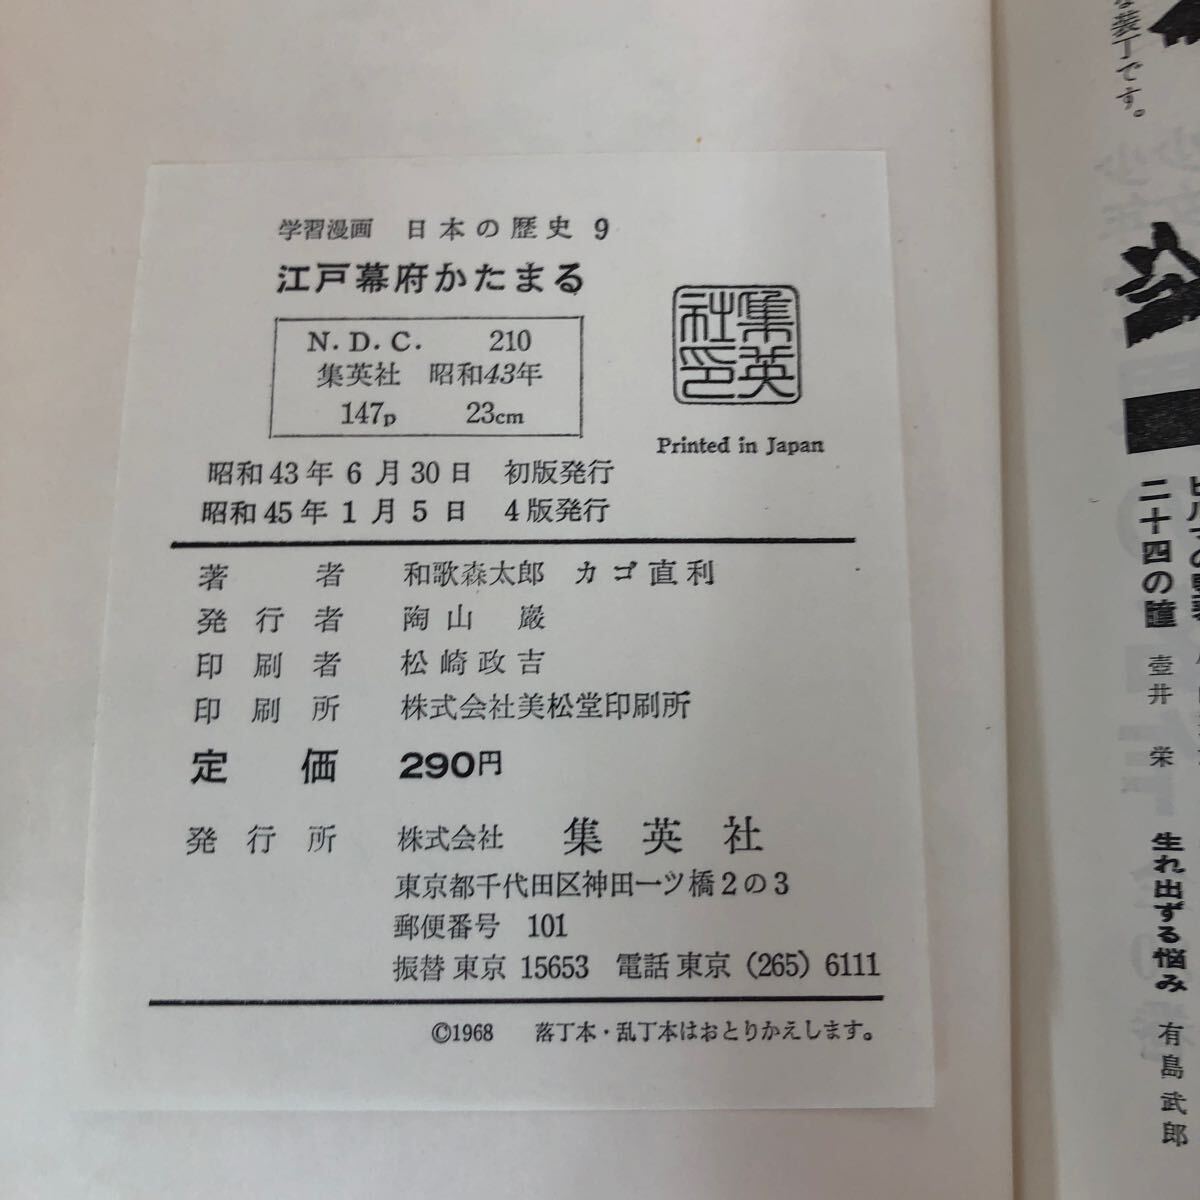 学習漫画 日本の歴史 9
江戸幕府かたまる
N. D. C. 210
集英社 昭和43年
147p 23cm
集英社印
Printed in Japan
昭和43年6月30日 初版発行
昭和45年1月5日 4版発行
著者 和歌森太郎 カゴ直利
発行者 陶山巌
印刷者 松崎政吉
印刷所 株式会社美松堂印刷所
定価 290円
発行所 株式会社 集英社
東京都千代田区神田一ツ橋2の3
郵便番号 101
振替 東京 15653 電話 東京 (265) 6111
©1968 落丁本・乱丁本はおとりかえします。
装丁です。
二十四の瞳 壺井栄
生れ出ずる悩み 有島武郎